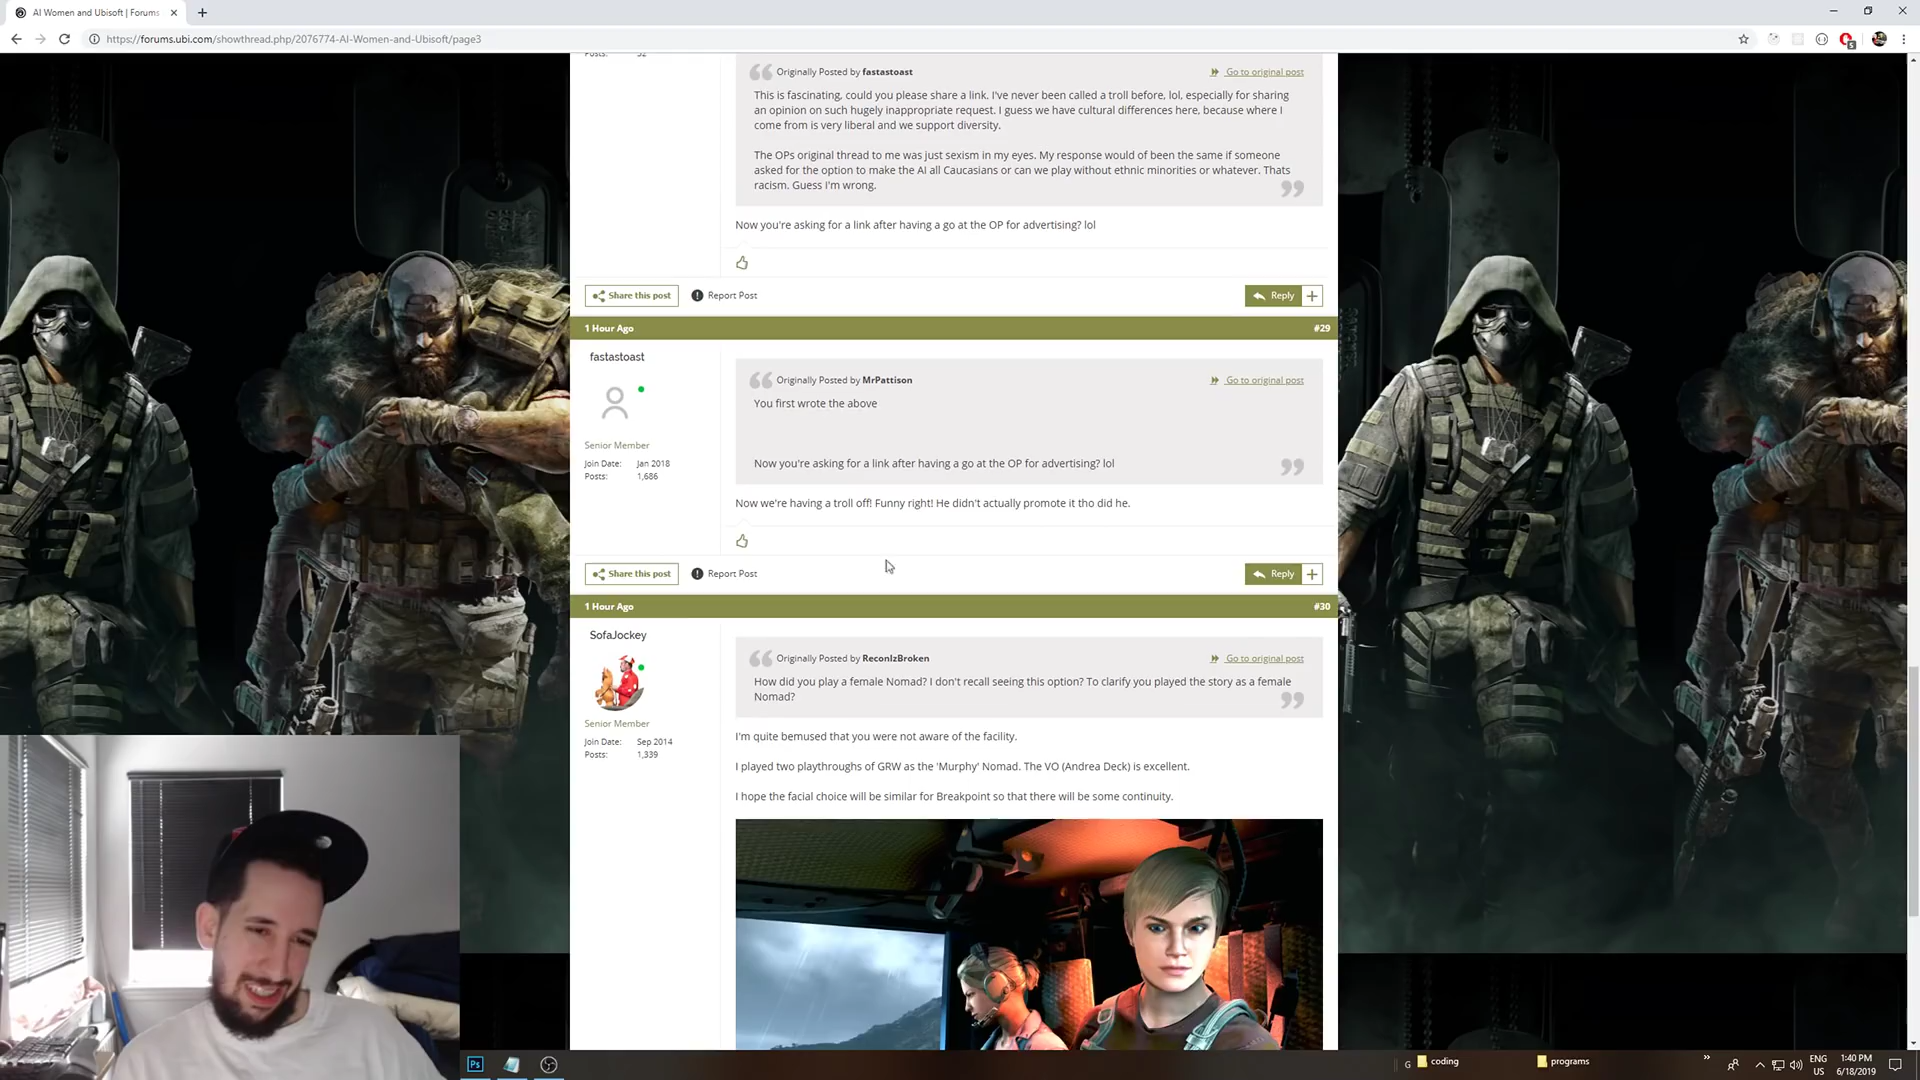 AI Women and Ubisoft | Forums
https://forums.ubi.com/showthread.php/2076774-AI-Women-and-Ubisoft/page3
5
Posts: 52
Originally Posted by fastastoast
Go to original post
This is fascinating, could you please share a link. I've never been called a troll before, lol, especially for sharing
an opinion on such hugely inappropriate request. I guess we have cultural differences here, because where I
come from is very liberal and we support diversity.
The OPs original thread to me was just sexism in my eyes. My response would of been the same if someone
asked for the option to make the AI all Caucasians or can we play without ethnic minorities or whatever. Thats
racism. Guess I'm wrong.
Now you're asking for a link after having a go at the OP for advertising? lol
Share this post
Report Post
Reply
1 Hour Ago
#29
fastastoast
Senior Member
Join Date: Jan 2018
Posts: 1,686
Originally Posted by MrPattison
Go to original post
You first wrote the above
Now you're asking for a link after having a go at the OP for advertising? lol
Now we're having a troll off! Funny right! He didn't actually promote it tho did he.
Share this post
Report Post
Reply
1 Hour Ago
#30
SofaJockey
Senior Member
Join Date: Sep 2014
Posts: 1,339
Originally Posted by ReconIzBroken
Go to original post
How did you play a female Nomad? I don't recall seeing this option? To clarify you played the story as a female
Nomad?
I'm quite bemused that you were not aware of the facility.
I played two playthroughs of GRW as the 'Murphy' Nomad. The VO (Andrea Deck) is excellent.
I hope the facial choice will be similar for Breakpoint so that there will be some continuity.
Ps
G
coding
programs
ENG
US
1:40 PM
6/18/2019